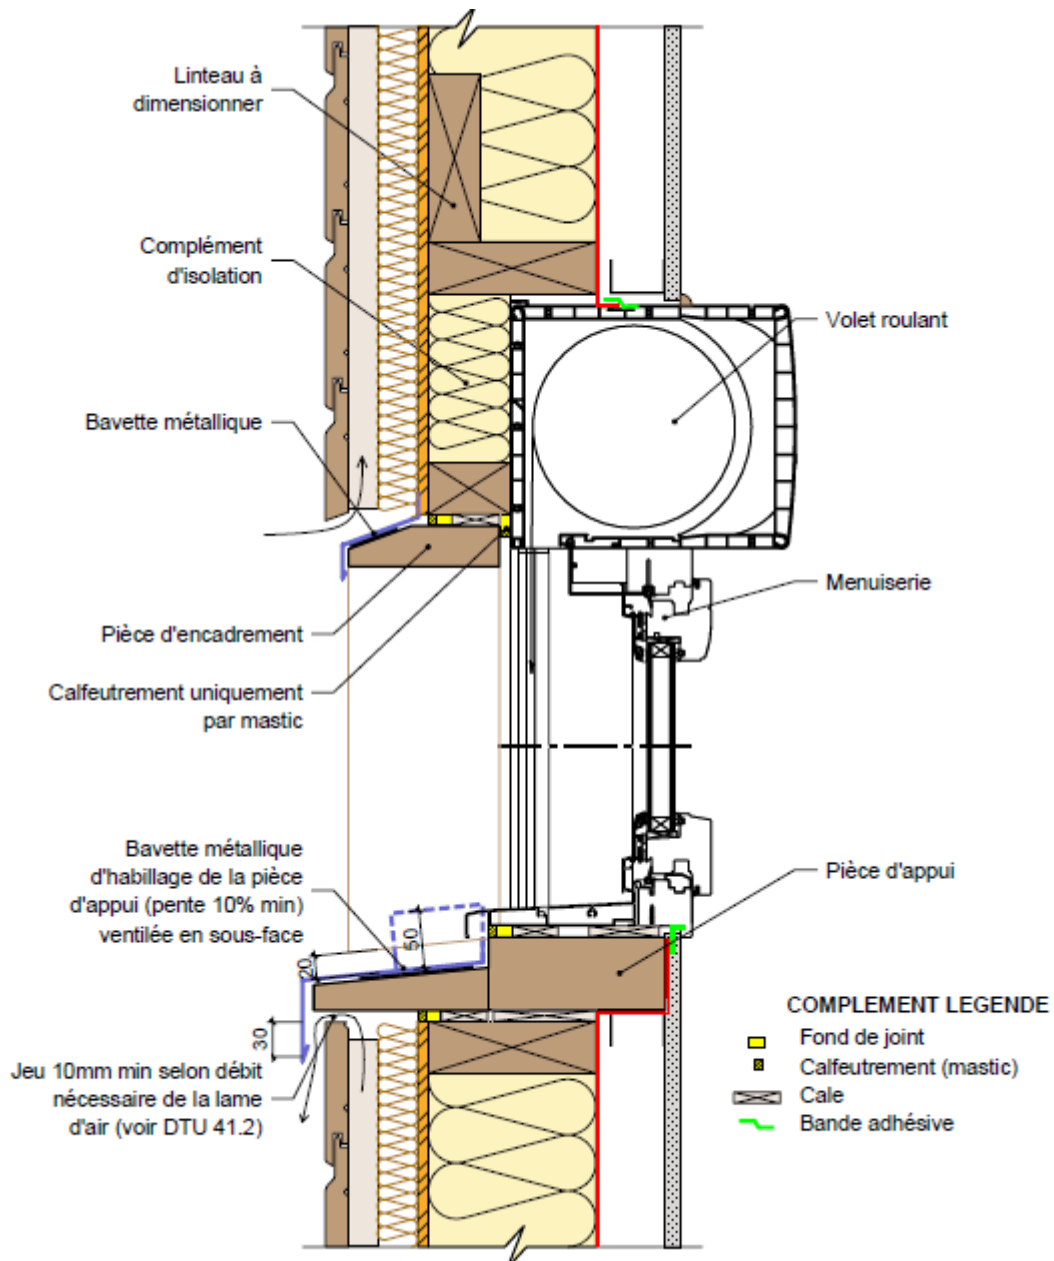 Linteau à
dimensionner
Complément
d'isolation
Volet roulant
Bavette métallique
Menuiserie
Pièce d'encadrement
Calfeutrement uniquement
par mastic
Bavette métallique
d'habillage de la pièce
d'appui (pente 10% min)
ventilée en sous-face
Pièce d'appui
50
20
30
Jeu 10mm min selon débit
nécessaire de la lame
d'air (voir DTU 41.2)
COMPLEMENT LEGENDE
Fond de joint
Calfeutrement (mastic)
Cale
Bande adhésive